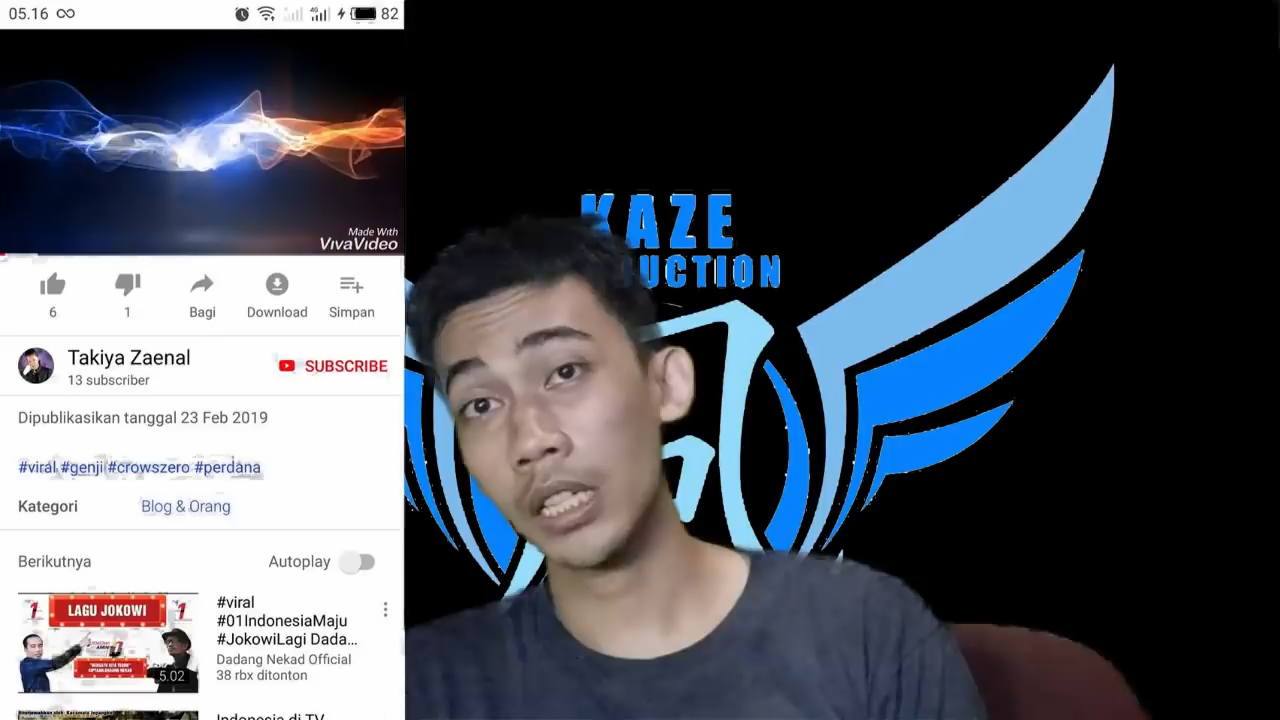 05.16
82
Made With
VivaVideo
6
1
Bagi
Download
Simpan
Takiya Zaenal
13 subscriber
SUBSCRIBE
Dipublikasikan tanggal 23 Feb 2019
#viral #genji #crowszero #perdana
Kategori
Blog & Orang
Berikutnya
Autoplay
LAGU JOKOWI
5.02
#viral
#01IndonesiaMaju
#JokowiLagi Dada...
Dadang Nekad Official
38 rbx ditonton
Indonesia di TV
KAZE
UCTION